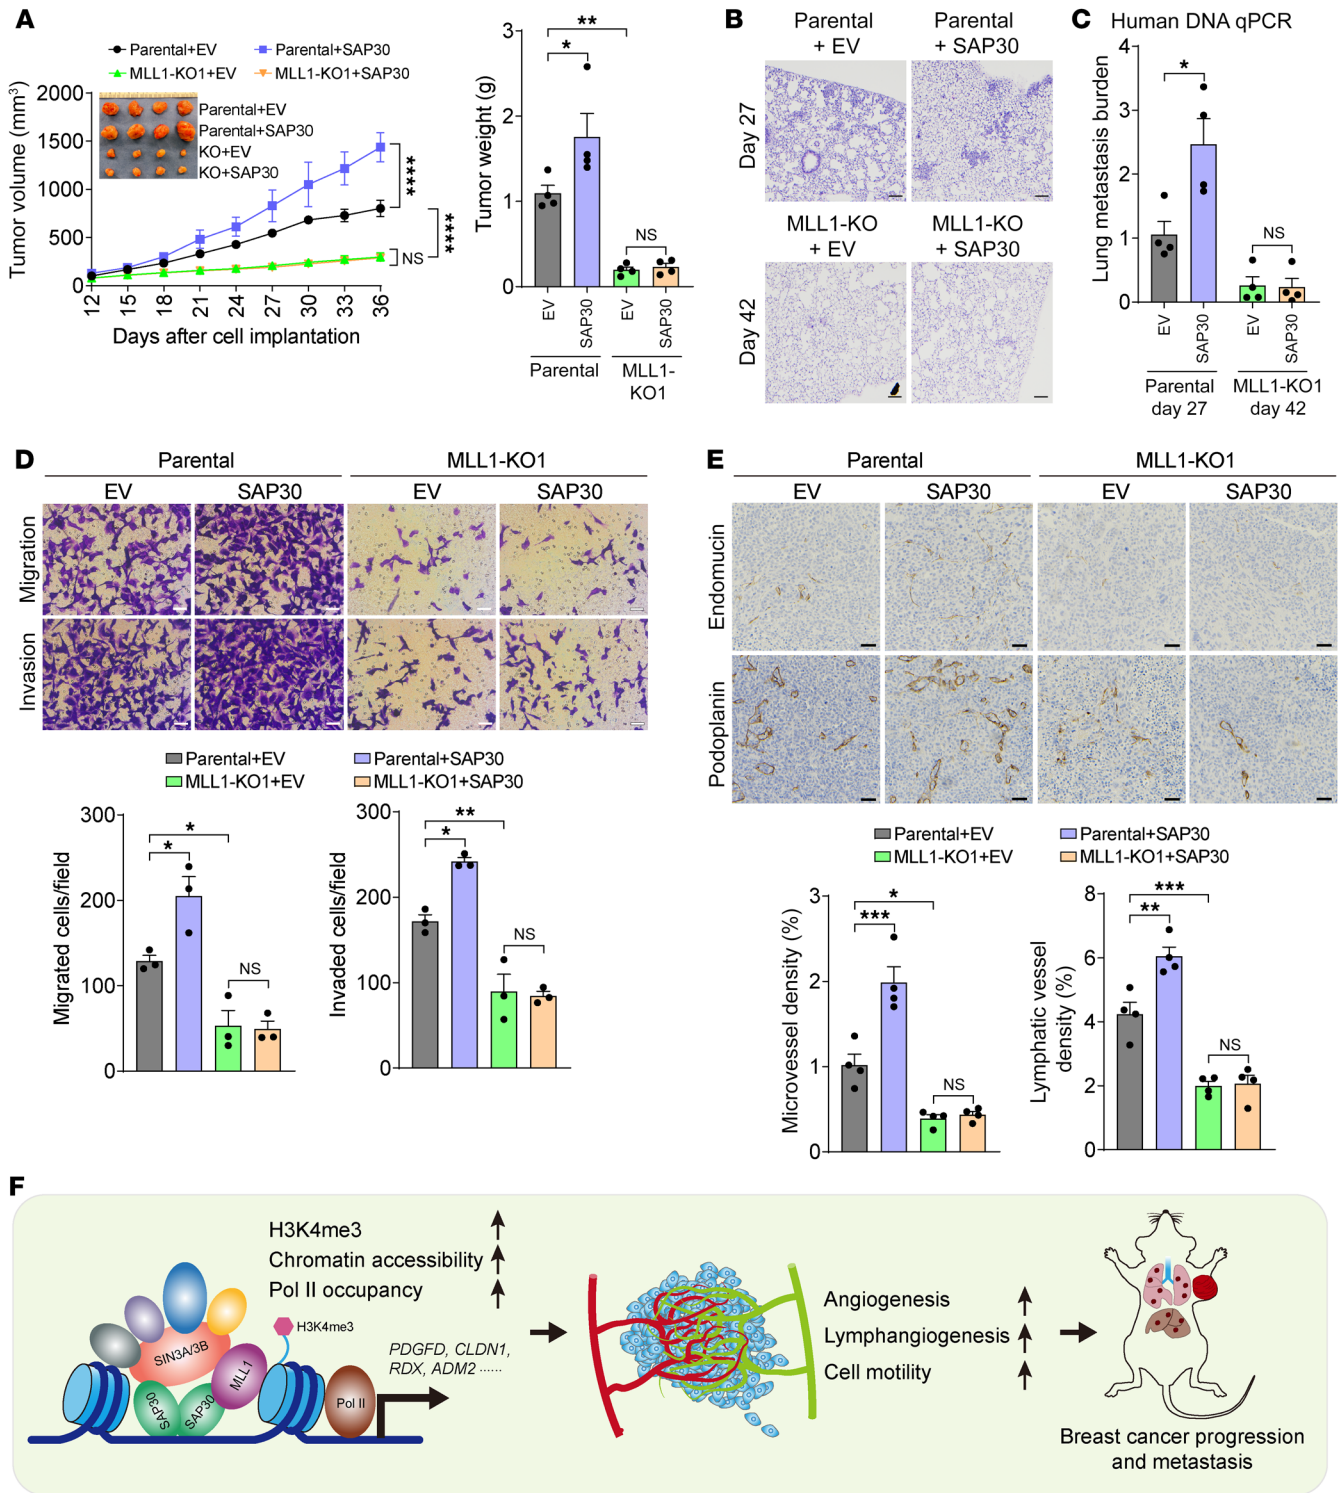 A
Parental+EV
Parental+SAP30
MLL1-KO1+EV
MLL1-KO1+SAP30
Tumor volume (mm³)
2000
1500
1000
500
0
Parental+EV
Parental+SAP30
KO+EV
KO+SAP30
****
****
NS
12 15 18 21 24 27 30 33 36
Days after cell implantation
Tumor weight (g)
3
2
1
0
**
*
NS
EV
SAP30
EV
SAP30
Parental
MLL1-
KO1
B
Parental
+ EV
Parental
+ SAP30
Day 27
MLL1-KO
+ EV
MLL1-KO
+ SAP30
Day 42
C
Human DNA qPCR
Lung metastasis burden
4
3
2
1
0
*
NS
EV
SAP30
EV
SAP30
Parental
day 27
MLL1-KO1
day 42
D
Parental
MLL1-KO1
EV
SAP30
EV
SAP30
Migration
Invasion
Parental+EV
Parental+SAP30
MLL1-KO1+EV
MLL1-KO1+SAP30
Migrated cells/field
300
200
100
0
*
*
NS
Invaded cells/field
300
200
100
0
**
*
NS
E
Parental
MLL1-KO1
EV
SAP30
EV
SAP30
Endomucin
Podoplanin
Parental+EV
Parental+SAP30
MLL1-KO1+EV
MLL1-KO1+SAP30
Microvessel density (%)
3
2
1
0
*
***
NS
Lymphatic vessel
density (%)
8
6
4
2
0
***
**
NS
F
H3K4me3
Chromatin accessibility
Pol II occupancy
H3K4me3
SIN3A/3B
MLL1
SAP30
SAP30
Pol II
PDGFD, CLDN1,
RDX, ADM2 ······
Angiogenesis
Lymphangiogenesis
Cell motility
Breast cancer progression
and metastasis